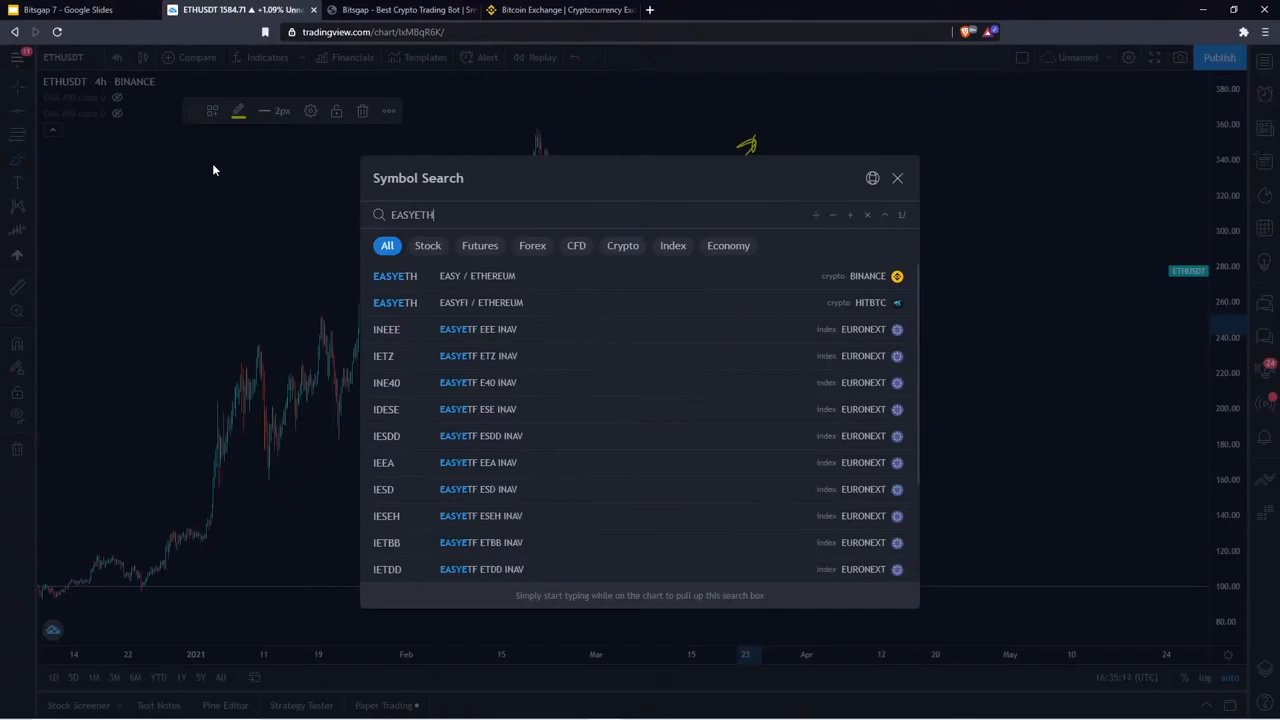 Bitsgap 7 - Google Slides
ETHUSDT 1584.71 ▲ +1.09% Unna
Bitsgap - Best Crypto Trading Bot | Sm
Bitcoin Exchange | Cryptocurrency Exc
tradingview.com/chart/lxMBqR6K/
11
ETHUSDT 4h Compare Indicators Financials Templates Alert Replay Unnamed Publish
ETHUSDT · 4h · BINANCE
2px
Symbol Search
EASYETH 1/
All Stock Futures Forex CFD Crypto Index Economy
EASYETH EASY / ETHEREUM crypto BINANCE
EASYETH EASYFI / ETHEREUM crypto HITBTC
INEEE EASYETF EEE INAV index EURONEXT
IETZ EASYETF ETZ INAV index EURONEXT
INE40 EASYETF E40 INAV index EURONEXT
IDESE EASYETF ESE INAV index EURONEXT
IESDD EASYETF ESDD INAV index EURONEXT
IEEA EASYETF EEA INAV index EURONEXT
IESD EASYETF ESD INAV index EURONEXT
IESEH EASYETF ESEH INAV index EURONEXT
IETBB EASYETF ETBB INAV index EURONEXT
IETDD EASYETF ETDD INAV index EURONEXT
Simply start typing while on the chart to pull up this search box
380.00
360.00
340.00
320.00
300.00
280.00
ETHUSDT
260.00
240.00
220.00
200.00
180.00
160.00
140.00
120.00
100.00
80.00
24
14 22 2021 11 19 Feb 15 Mar 15 23 Apr 12 20 May 10 24
1D 5D 1M 3M 6M YTD 1Y 5Y All 16:35:17 (UTC) % log auto
Stock Screener Text Notes Pine Editor Strategy Tester Paper Trading